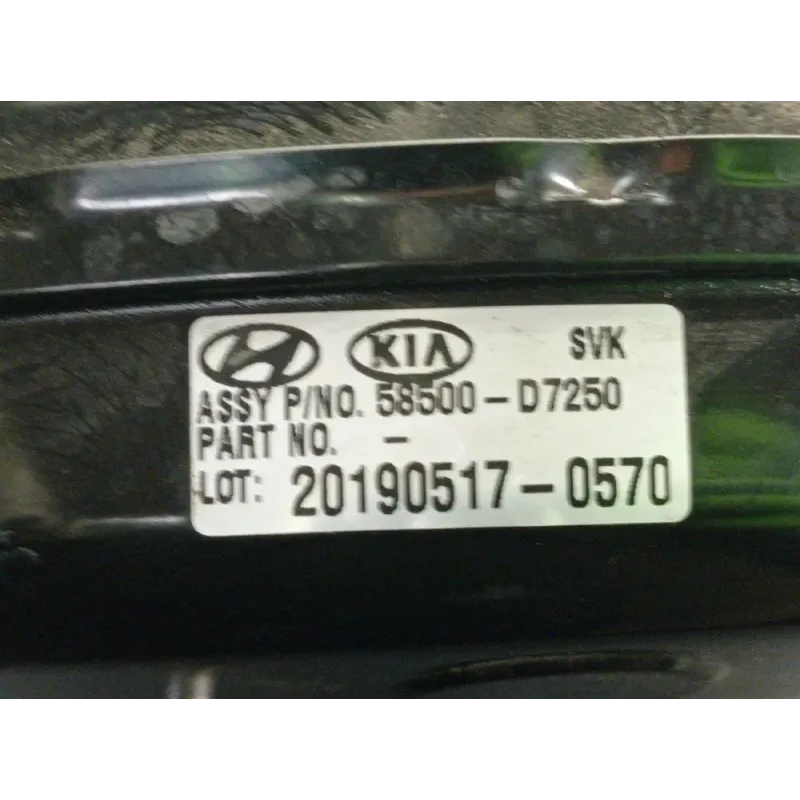 KIA SVK
ASSY P/NO. 58500-D7250
PART NO. -
LOT: 20190517-0570